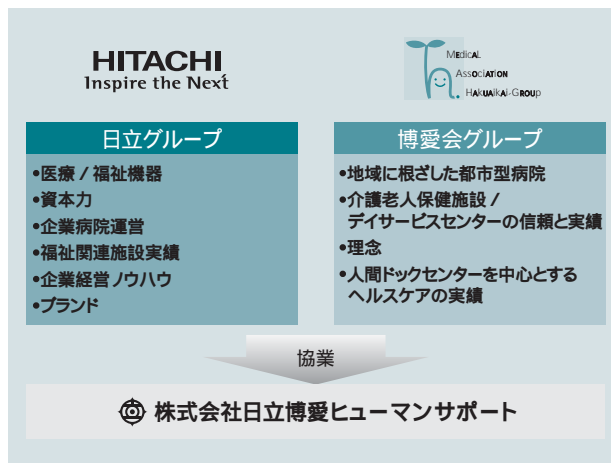 HITACHI
Inspire the Next
MEDICAL
ASSOCIATION
HAKUAIKAI-GROUP
日立グループ
•医療 / 福祉機器
•資本力
•企業病院運営
•福祉関連施設実績
•企業経営ノウハウ
•ブランド
博愛会グループ
•地域に根ざした都市型病院
•介護老人保健施設 /
デイサービスセンターの信頼と実績
•理念
•人間ドックセンターを中心とする
ヘルスケアの実績
協業
株式会社日立博愛ヒューマンサポート